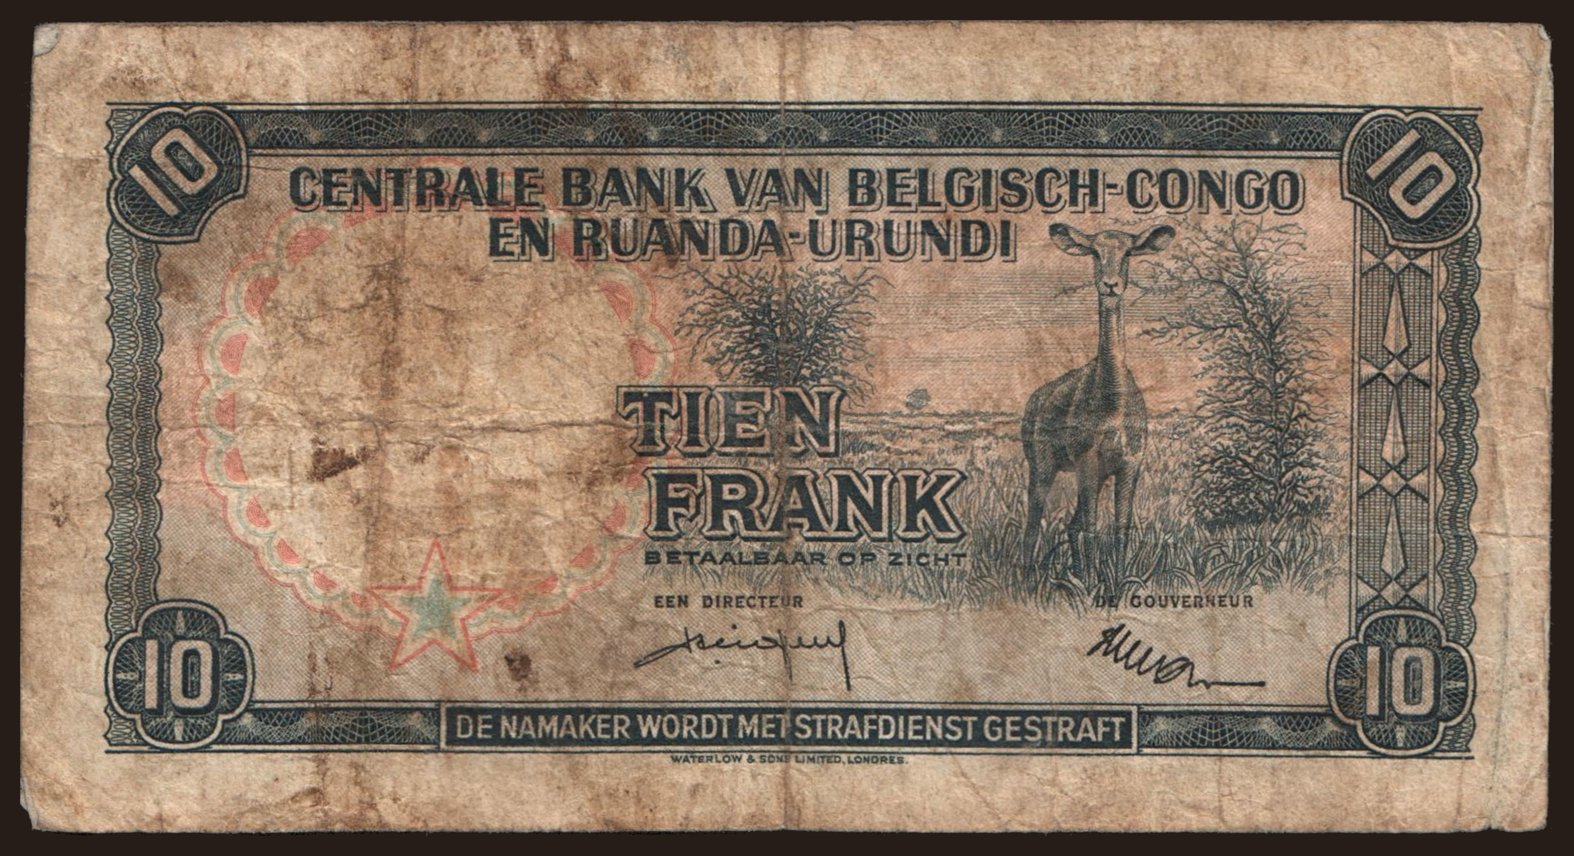 10
10
CENTRALE BANK VAN BELGISCH-CONGO
EN RUANDA-URUNDI
TIEN
FRANK
BETAALBAAR OP ZICHT
EEN DIRECTEUR
DE GOUVERNEUR
10
10
DE NAMAKER WORDT MET STRAFDIENST GESTRAFT
WATERLOW & SONS LIMITED, LONDRES.